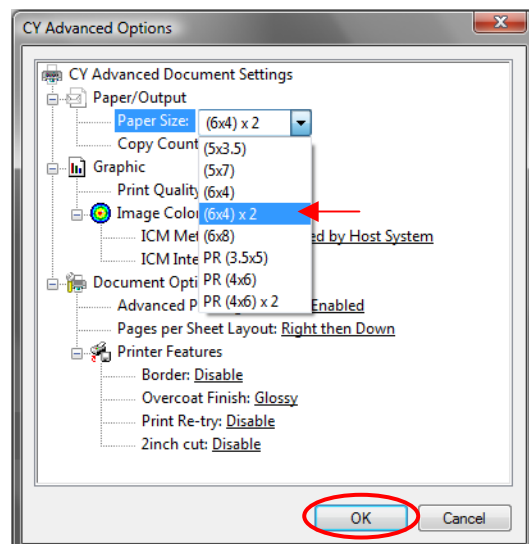 CY Advanced Options
CY Advanced Document Settings
Paper/Output
Paper Size: (6x4) x 2
Copy Count
(5x3.5)
(5x7)
Graphic
Print Quality
(6x4)
Image Color
(6x4) x 2
ICM
(6x8)
ed by Host System
ICM
PR (3.5x5)
Document
PR (4x6)
Advanced
PR (4x6) x 2
Enabled
Pages per Sheet Layout: Right then Down
Printer Features
Border: Disable
Overcoat Finish: Glossy
Print Re-try: Disable
2inch cut: Disable
OK
Cancel